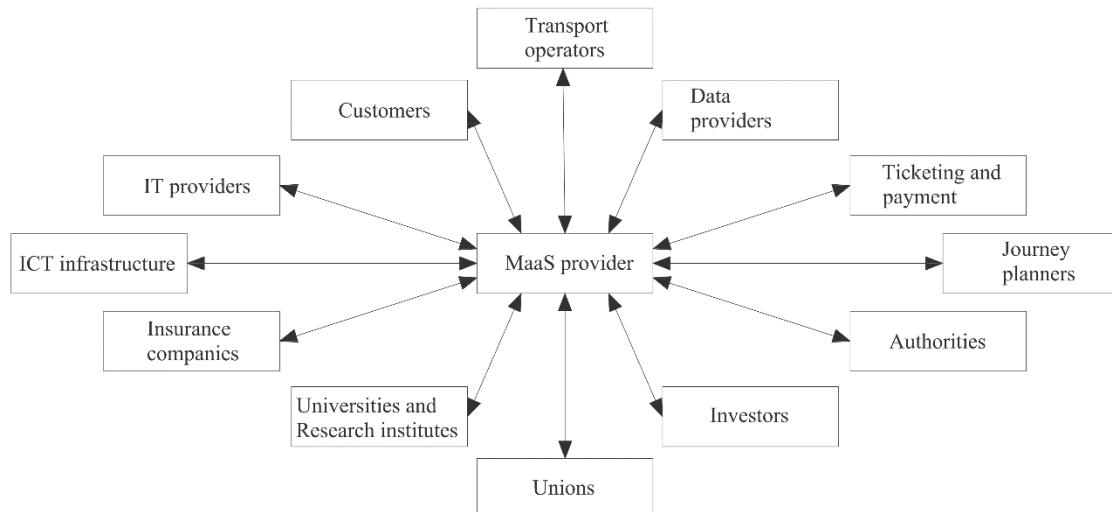 Transport
operators
Customers
Data
providers
IT providers
Ticketing and
payment
ICT infrastructure
MaaS provider
Journey
planners
Insurance
companics
Authorities
Universities and
Research institutes
Investors
Unions